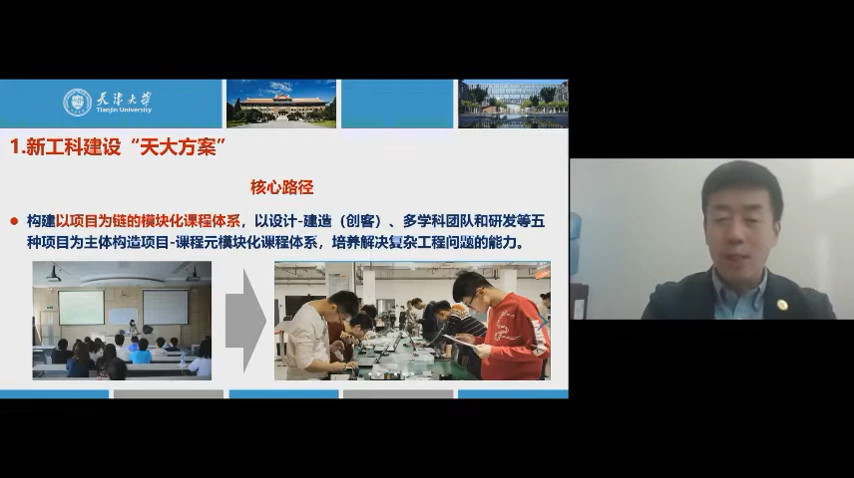 天津大学
Tianjin University
1.新工科建设“天大方案”
核心路径
● 构建以项目为链的模块化课程体系，以设计-建造（创客）、多学科团队和研发等五
种项目为主体构造项目-课程元模块化课程体系，培养解决复杂工程问题的能力。